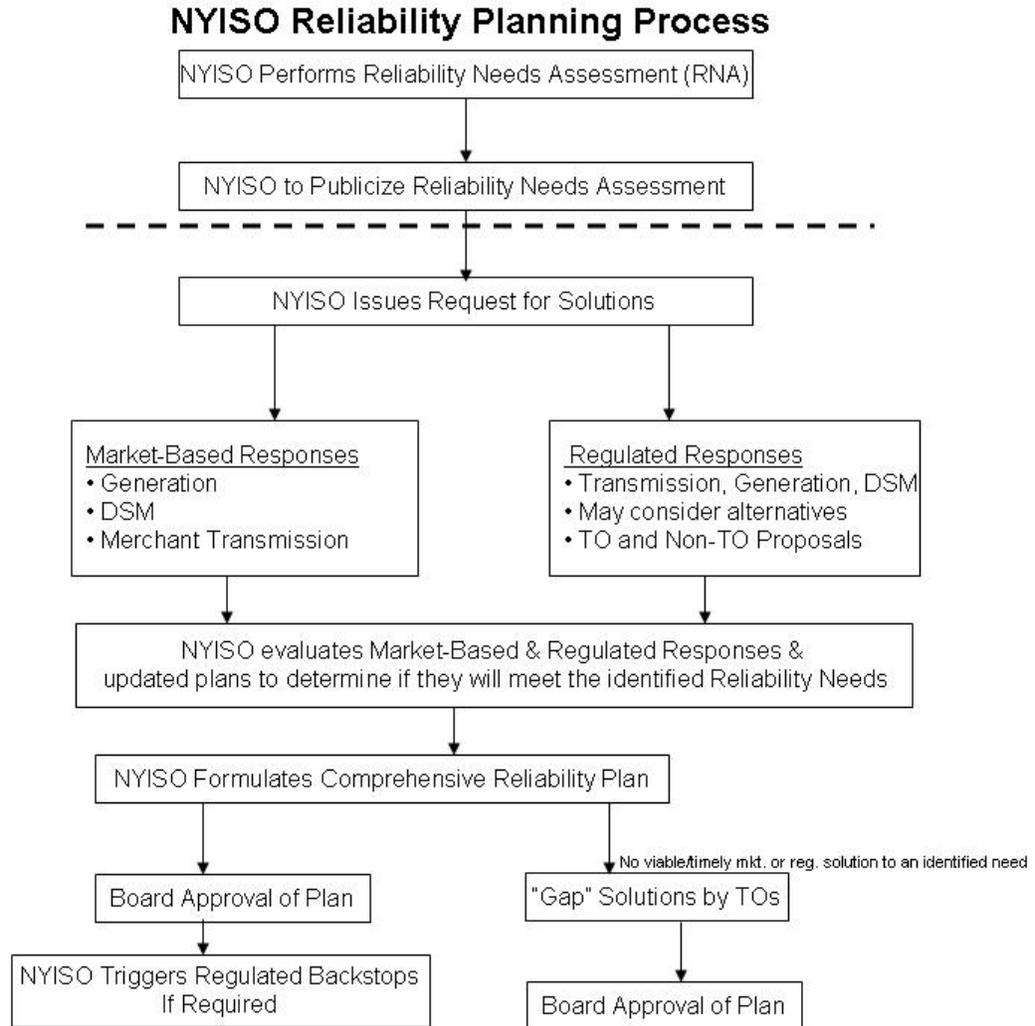 NYISO Reliability Planning Process
NYISO Performs Reliability Needs Assessment (RNA)
NYISO to Publicize Reliability Needs Assessment
NYISO Issues Request for Solutions
Market-Based Responses
• Generation
• DSM
• Merchant Transmission
Regulated Responses
• Transmission, Generation, DSM
• May consider alternatives
• TO and Non-TO Proposals
NYISO evaluates Market-Based & Regulated Responses &
updated plans to determine if they will meet the identified Reliability Needs
NYISO Formulates Comprehensive Reliability Plan
No viable/timely mkt. or reg. solution to an identified need
Board Approval of Plan
"Gap" Solutions by TOs
NYISO Triggers Regulated Backstops
If Required
Board Approval of Plan